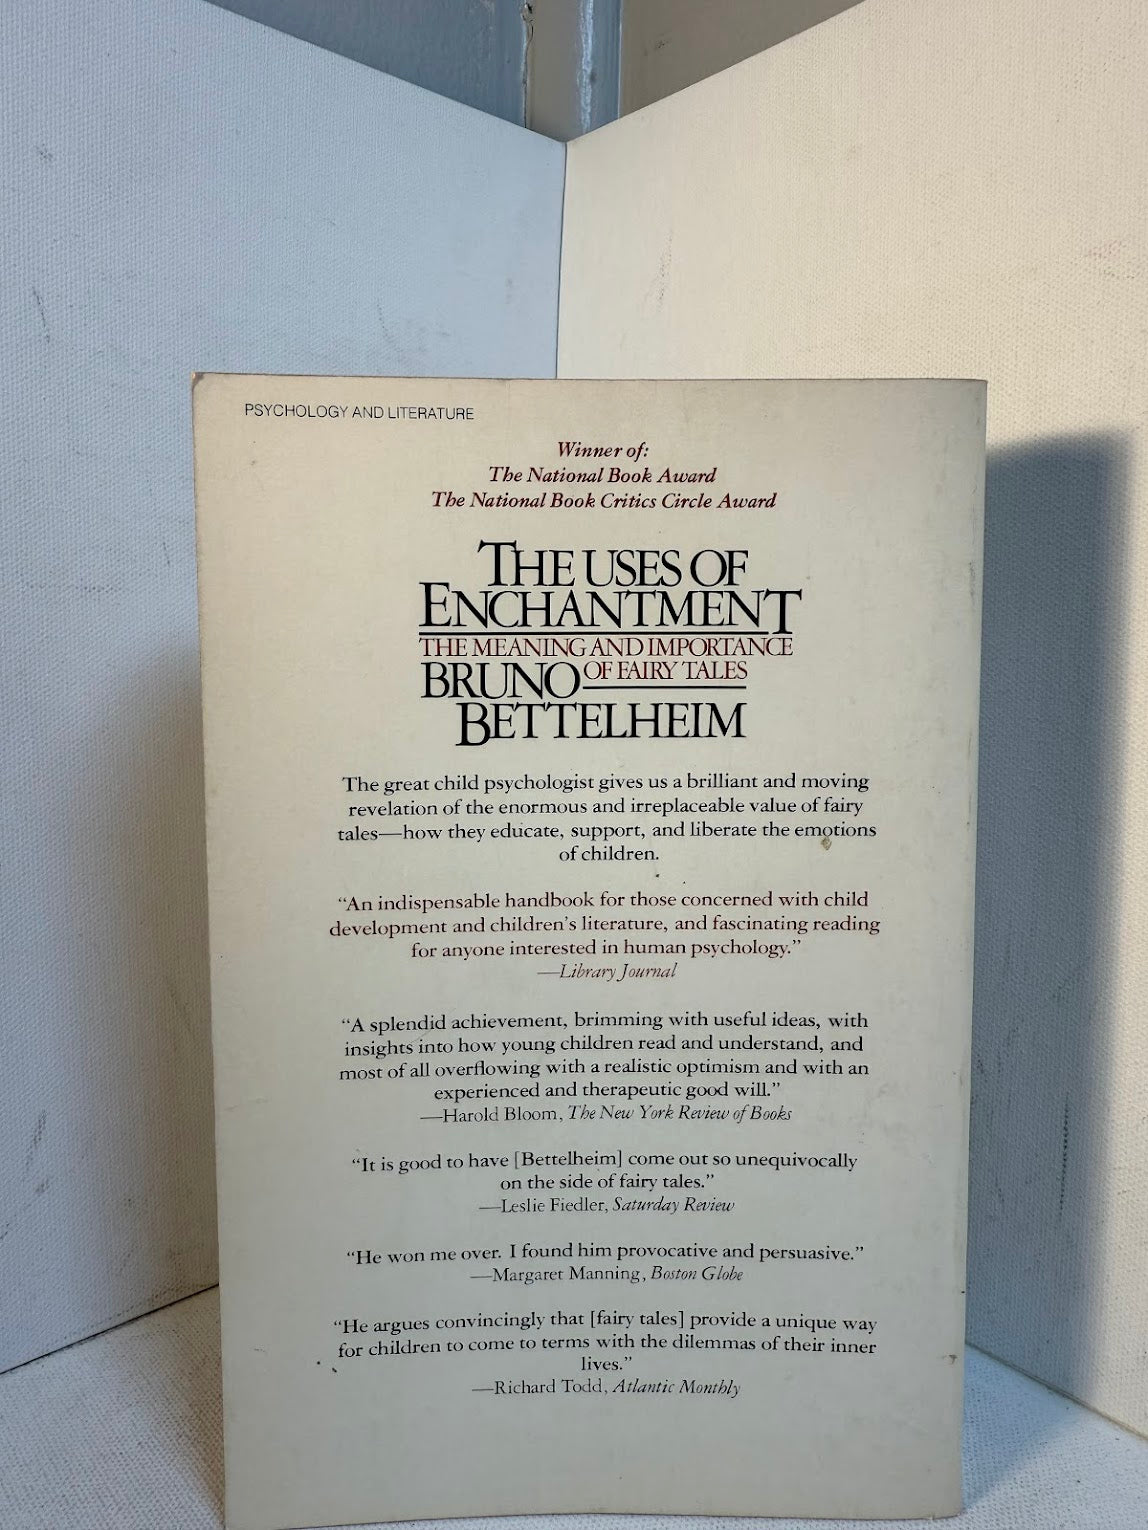 PSYCHOLOGY AND LITERATURE
Winner of:
The National Book Award
The National Book Critics Circle Award
THE USES OF
ENCHANTMENT
THE MEANING AND IMPORTANCE
OF FAIRY TALES
BRUNO
BETTELHEIM
The great child psychologist gives us a brilliant and moving
revelation of the enormous and irreplaceable value of fairy
tales—how they educate, support, and liberate the emotions
of children.
“An indispensable handbook for those concerned with child
development and children’s literature, and fascinating reading
for anyone interested in human psychology.”
—Library Journal
“A splendid achievement, brimming with useful ideas, with
insights into how young children read and understand, and
most of all overflowing with a realistic optimism and with an
experienced and therapeutic good will.”
—Harold Bloom, The New York Review of Books
“It is good to have [Bettelheim] come out so unequivocally
on the side of fairy tales.”
—Leslie Fiedler, Saturday Review
“He won me over. I found him provocative and persuasive.”
—Margaret Manning, Boston Globe
“He argues convincingly that [fairy tales] provide a unique way
for children to come to terms with the dilemmas of their inner
lives.”
—Richard Todd, Atlantic Monthly